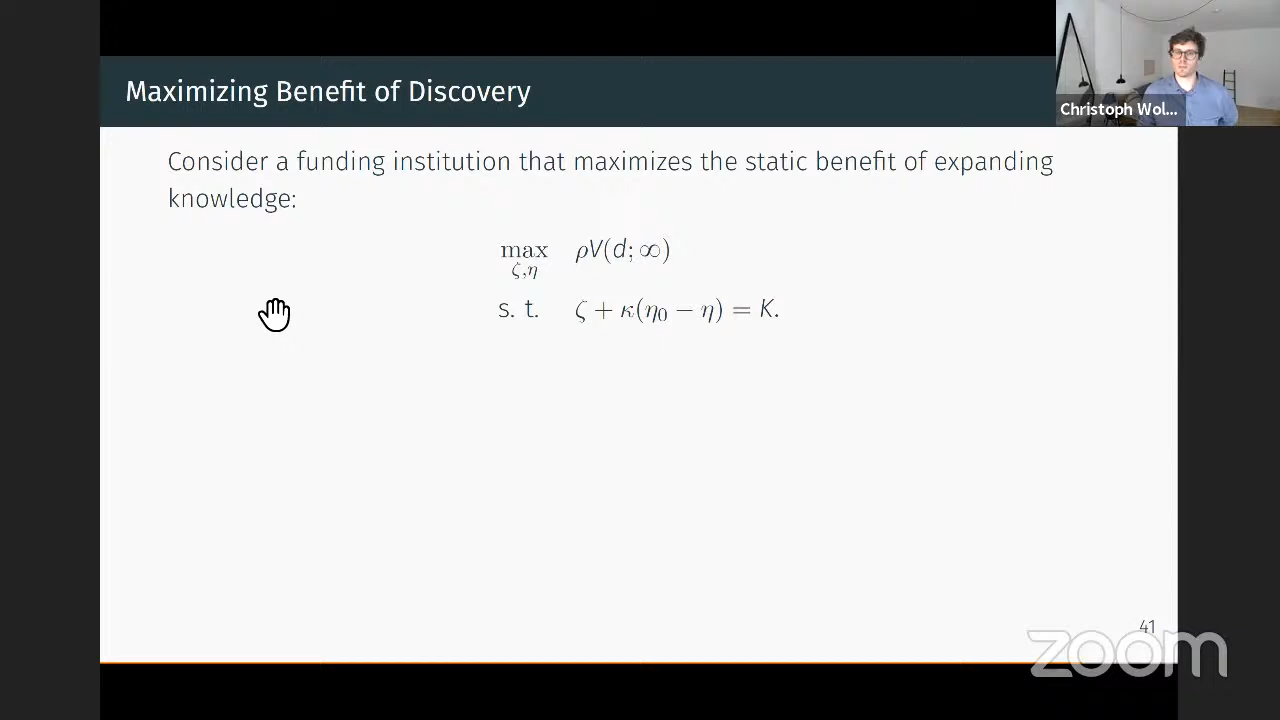 Maximizing Benefit of Discovery
Christoph Wol...
Consider a funding institution that maximizes the static benefit of expanding
knowledge:
max ρV(d; ∞)
ζ,η
s. t. ζ + κ(η₀ − η) = K.
41
zoom